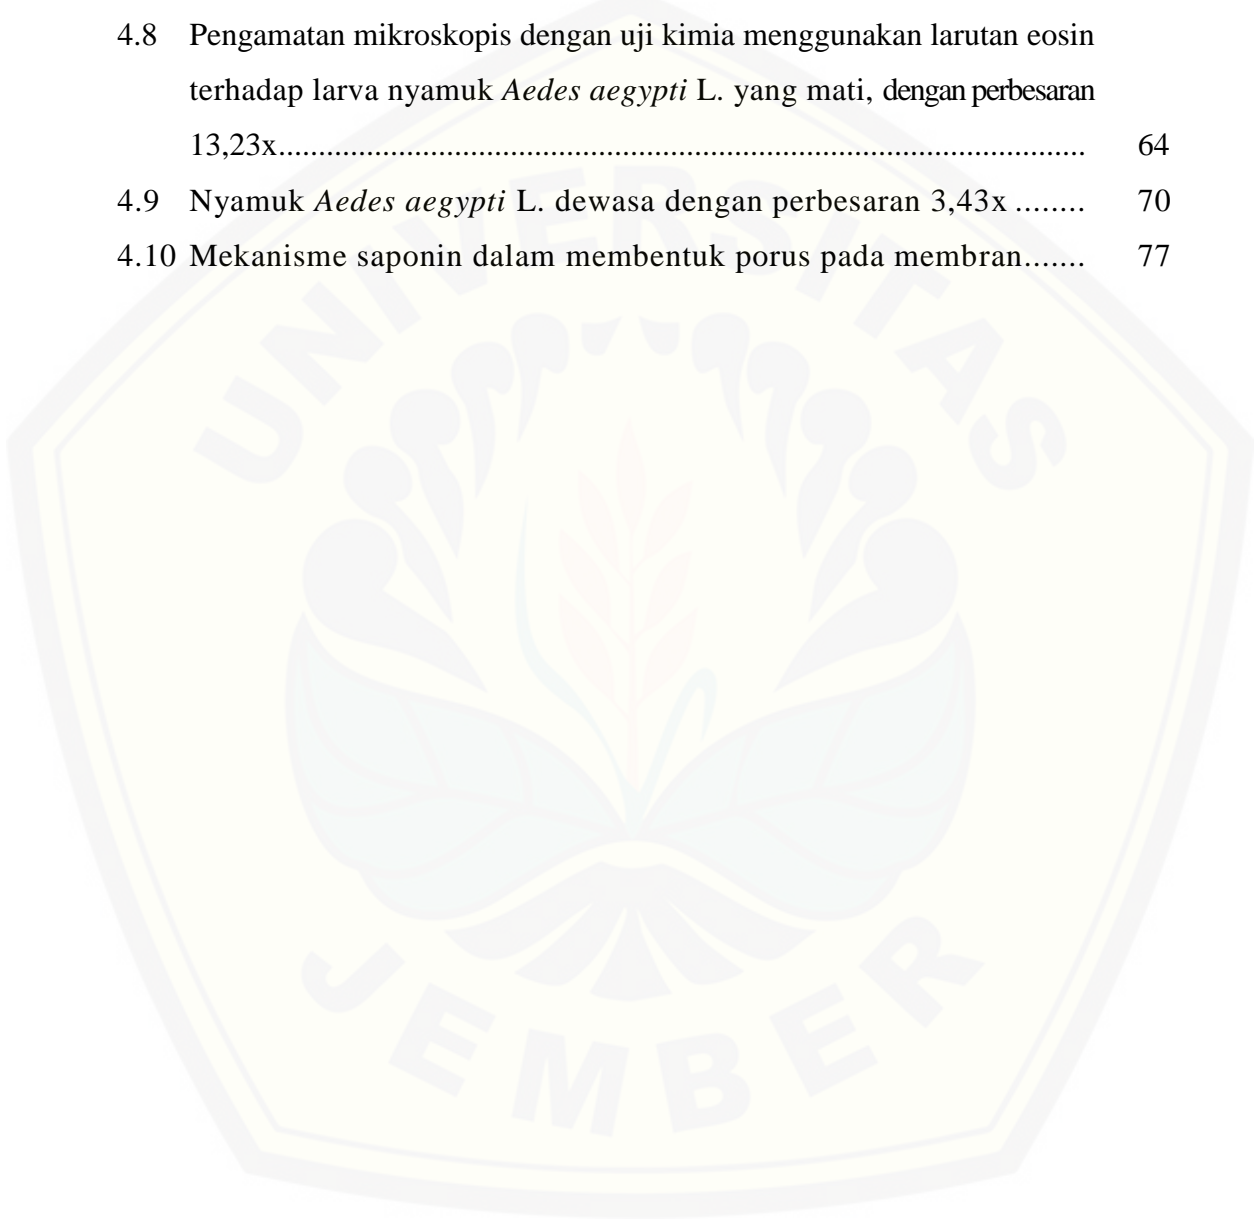 4.8 Pengamatan mikroskopis dengan uji kimia menggunakan larutan eosin
terhadap larva nyamuk Aedes aegypti L. yang mati, dengan perbesaran
13,23x.................................................................................... 64
4.9 Nyamuk Aedes aegypti L. dewasa dengan perbesaran 3,43x ........ 70
4.10 Mekanisme saponin dalam membentuk porus pada membran....... 77
UNIVERSITAS
JEMBER